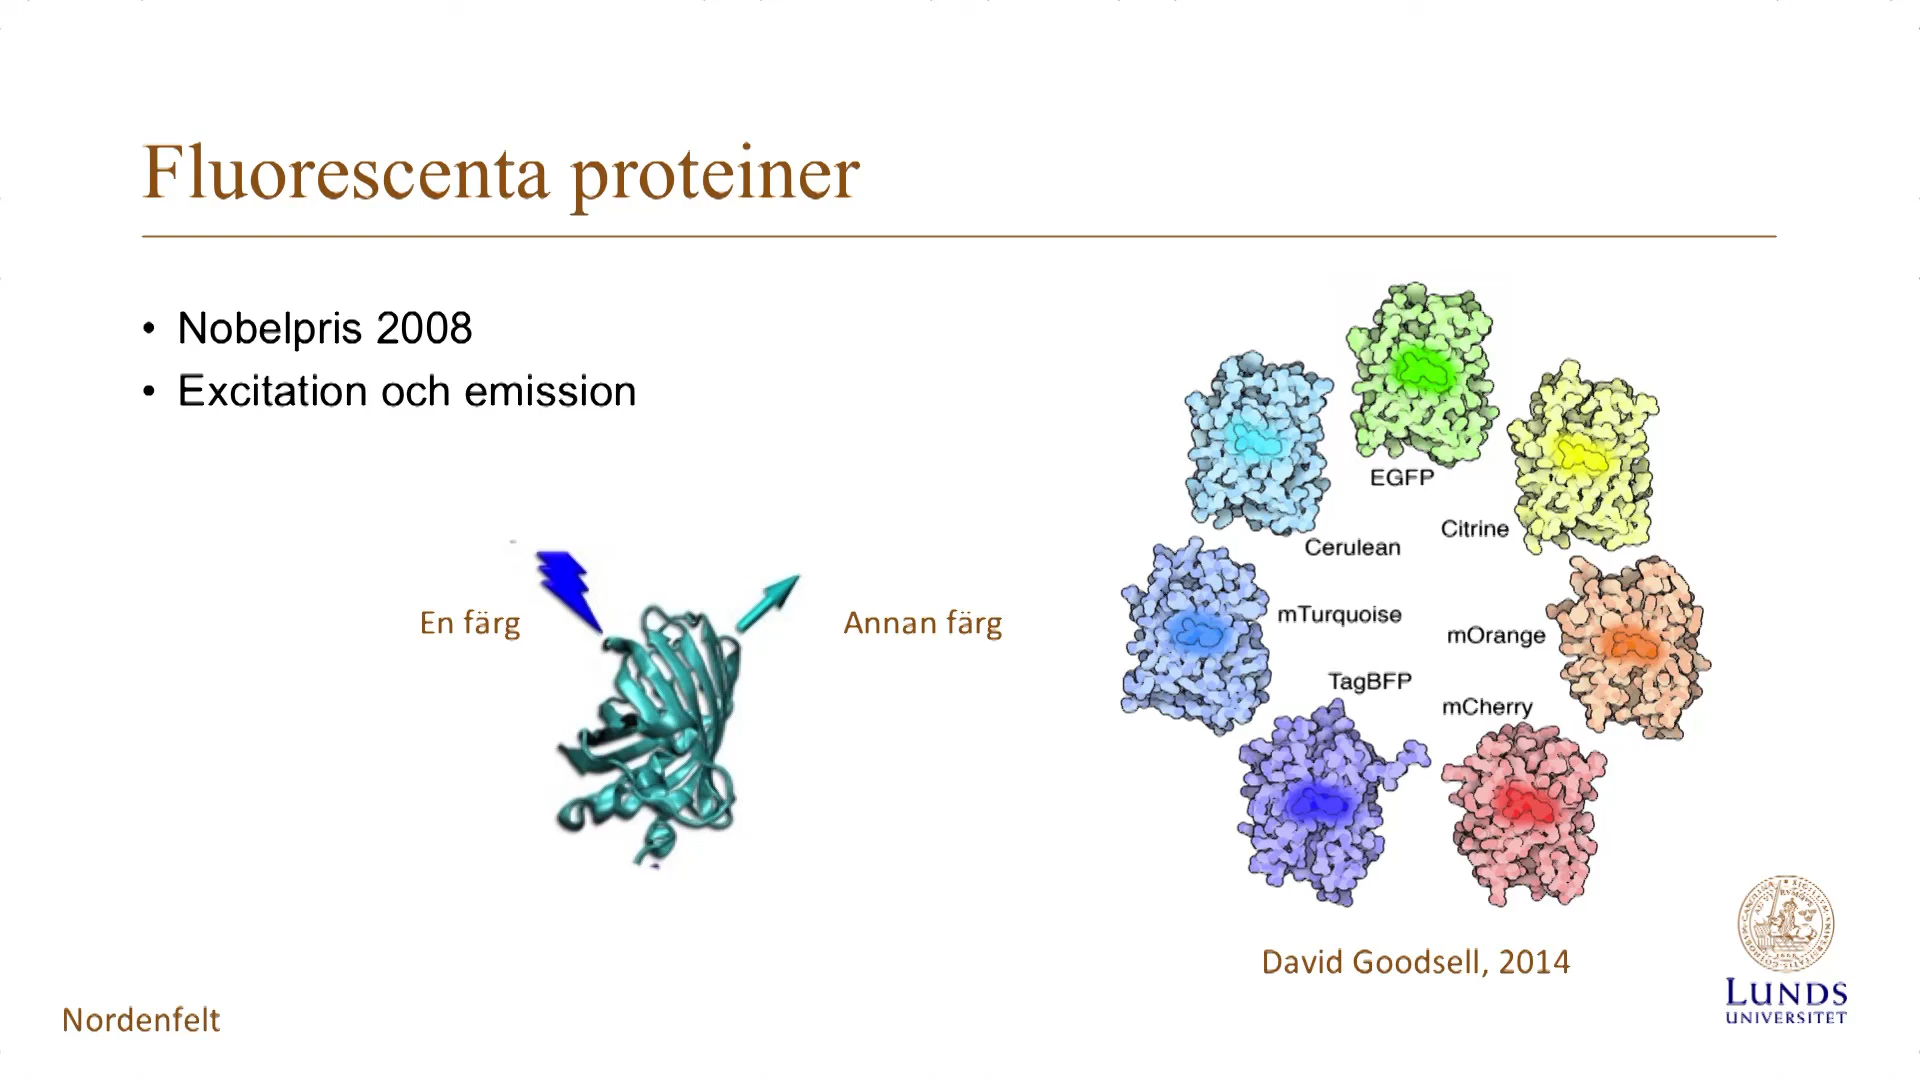 Fluorescenta proteiner
• Nobelpris 2008
• Excitation och emission
En färg
Annan färg
EGFP
Citrine
Cerulean
mTurquoise
mOrange
TagBFP
mCherry
David Goodsell, 2014
Nordenfelt
LUNDS
UNIVERSITET